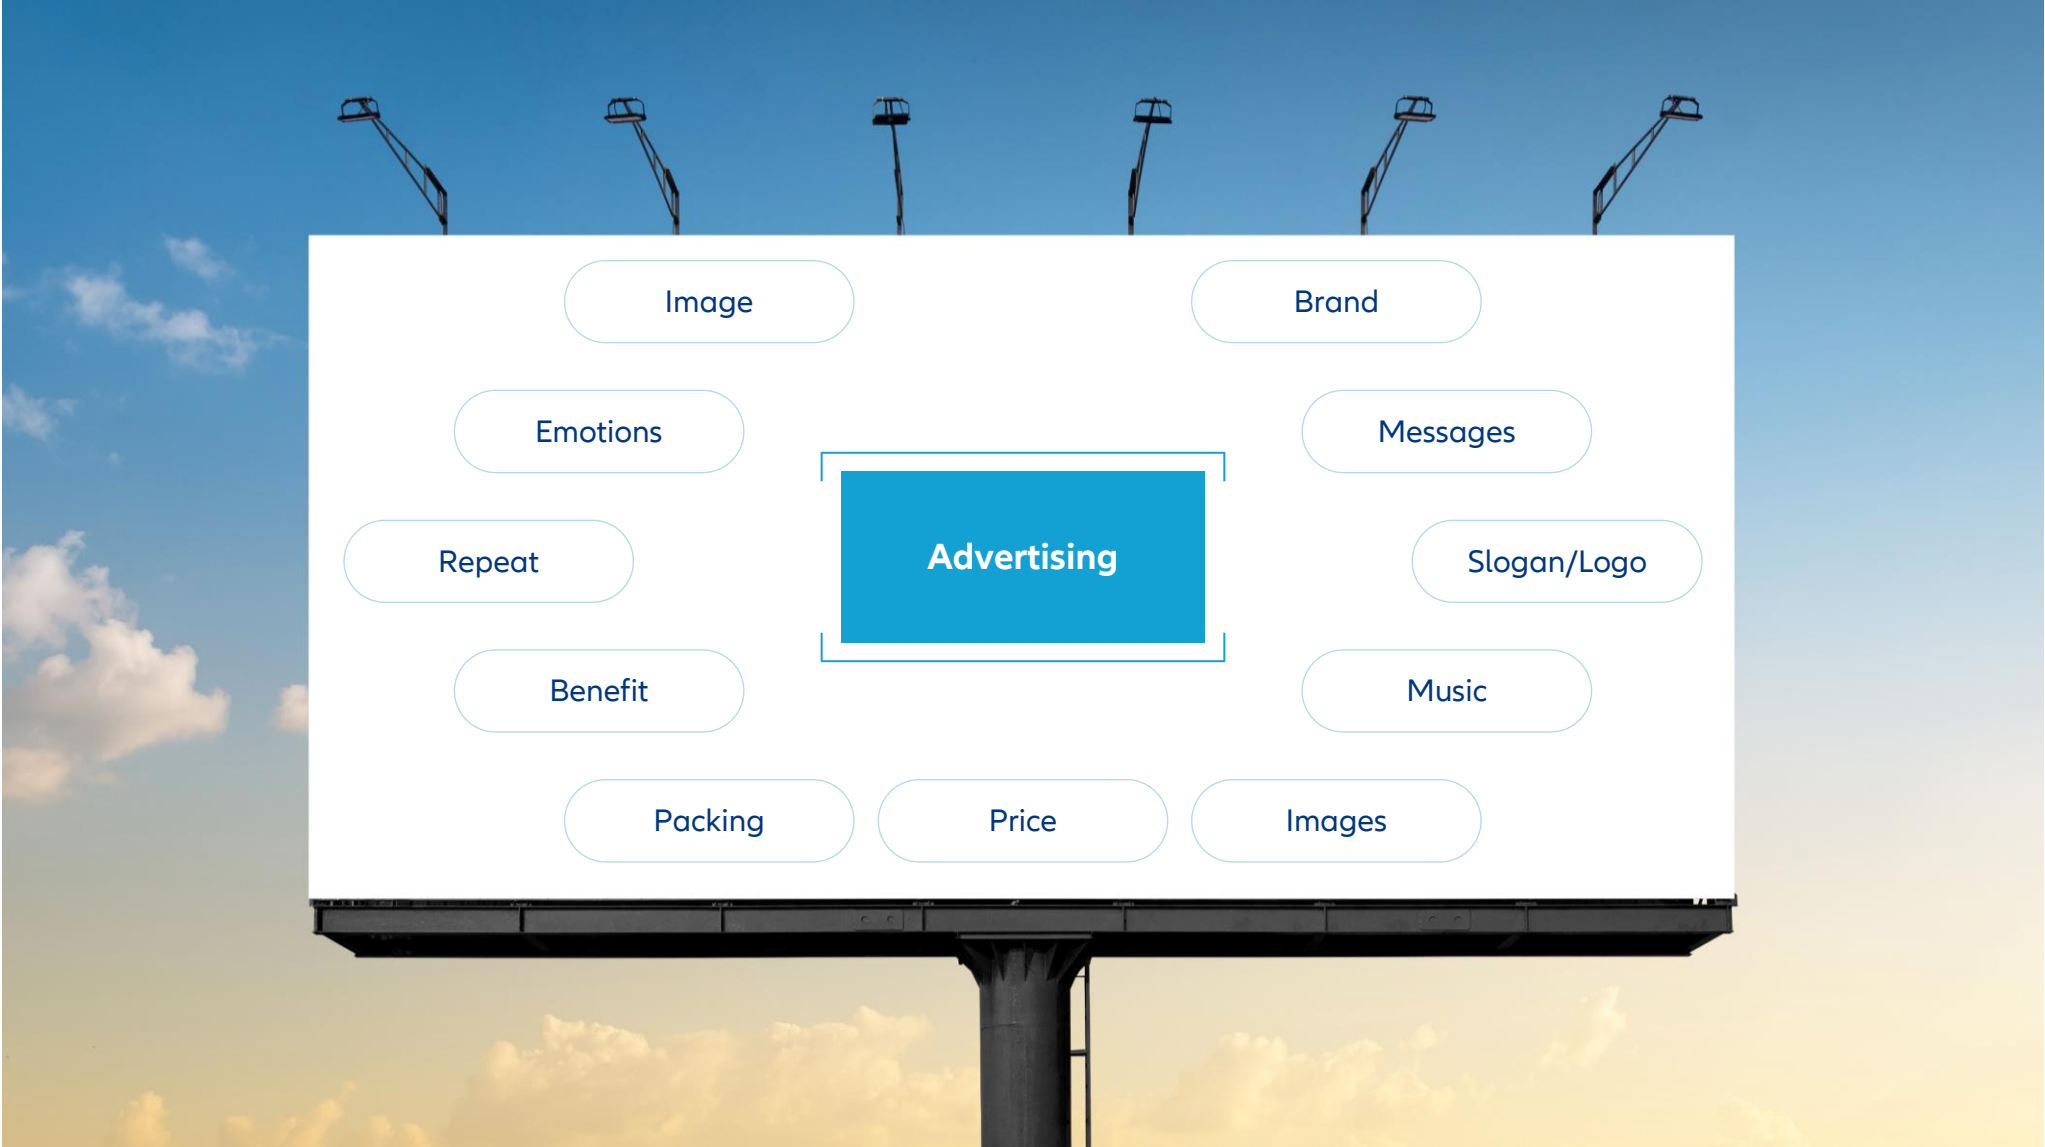 Image
Brand
Emotions
Messages
Advertising
Repeat
Slogan/Logo
Benefit
Music
Packing
Price
Images